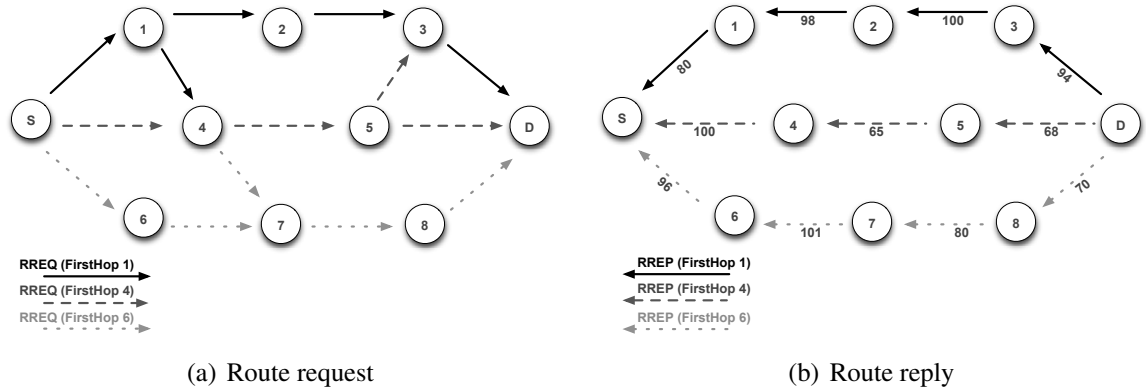 1
2
3
S
4
5
D
6
7
8
RREQ (FirstHop 1)
RREQ (FirstHop 4)
RREQ (FirstHop 6)
(a) Route request
1
98
2
100
3
80
94
S
100
4
65
5
68
D
96
70
6
101
7
80
8
RREP (FirstHop 1)
RREP (FirstHop 4)
RREP (FirstHop 6)
(b) Route reply